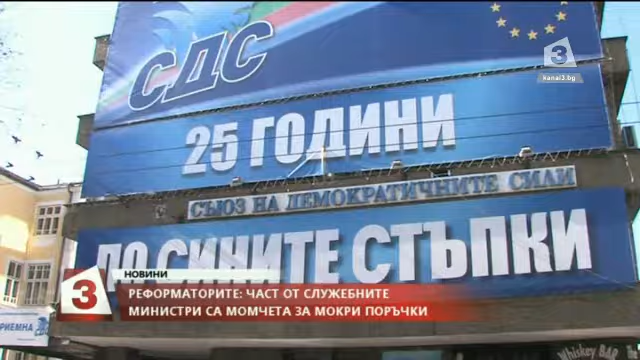 СДС
3
kanal3.bg
25 ГОДИНИ
СЪЮЗ НА ДЕМОКРАТИЧНИТЕ СИЛИ
ПО СИНИТЕ СТЪПКИ
НОВИНИ
3
РЕФОРМАТОРИТЕ: ЧАСТ ОТ СЛУЖЕБНИТЕ
МИНИСТРИ СА МОМЧЕТА ЗА МОКРИ ПОРЪЧКИ
РИЕМНА
Whiskey BAR